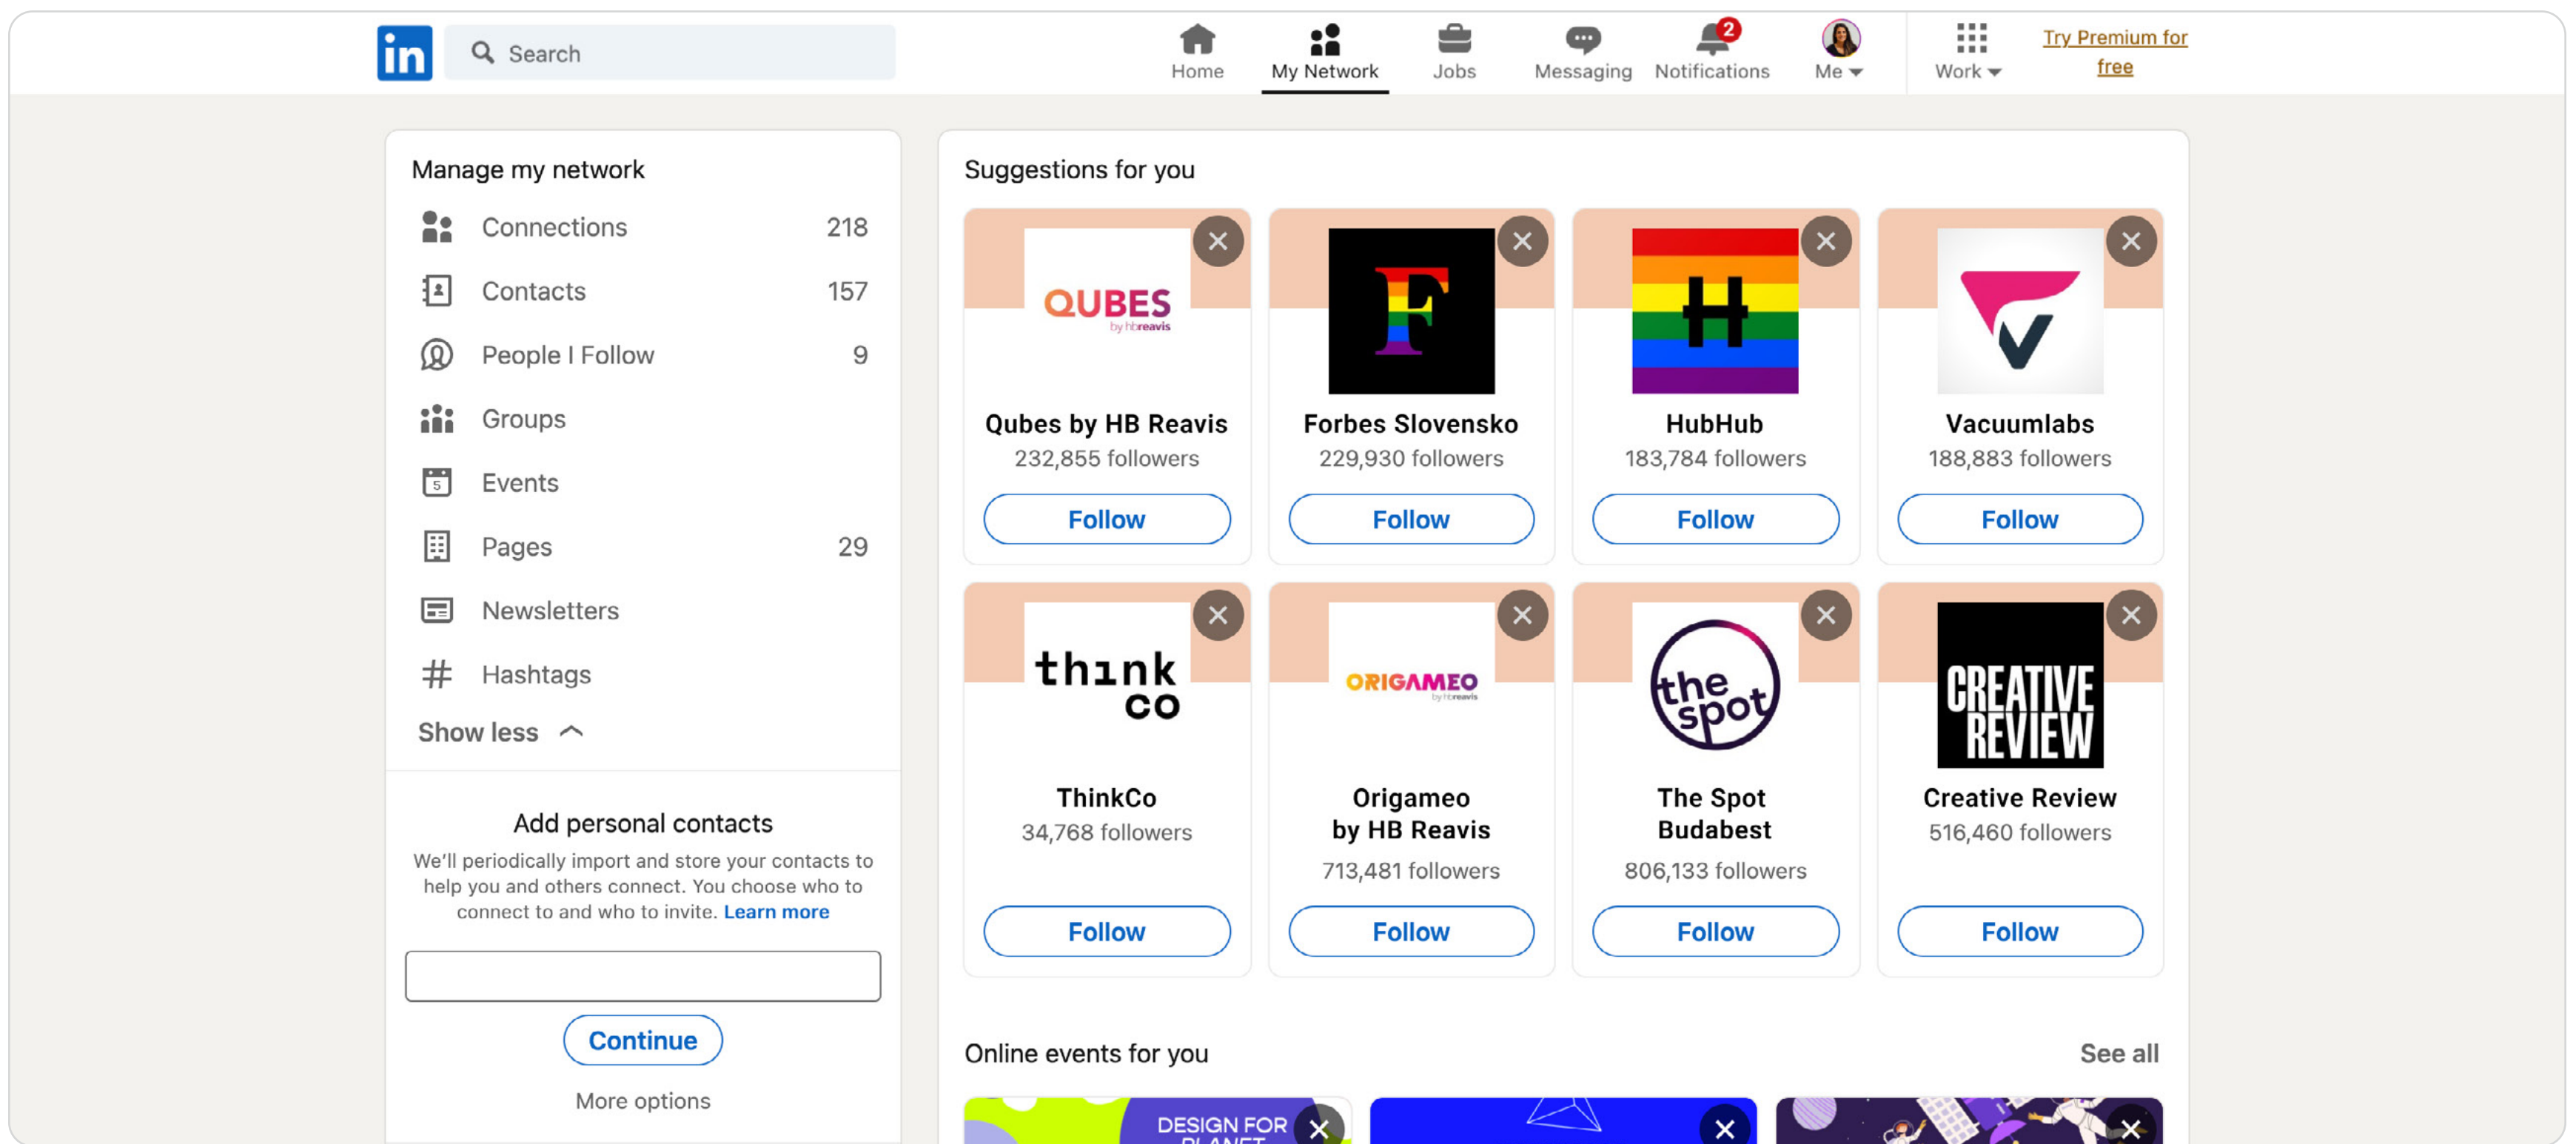 in
Search
Home
My Network
Jobs
Messaging
2
Notifications
Me
Work
Try Premium for
free
Manage my network
Connections 218
Contacts 157
People I Follow 9
Groups
5
Events
Pages 29
Newsletters
# Hashtags
Show less
Add personal contacts
We'll periodically import and store your contacts to
help you and others connect. You choose who to
connect to and who to invite. Learn more
Continue
More options
Suggestions for you
QUBES
by hbreavis
Qubes by HB Reavis
232,855 followers
Follow
F
Forbes Slovensko
229,930 followers
Follow
H
HubHub
183,784 followers
Follow
Vacuumlabs
188,883 followers
Follow
thınk
co
ThinkCo
34,768 followers
Follow
ORIGAMEO
by hbreavis
Origameo
by HB Reavis
713,481 followers
Follow
the
spot
The Spot
Budabest
806,133 followers
Follow
CREATIVE
REVIEW
Creative Review
516,460 followers
Follow
Online events for you
See all
DESIGN FOR
PLANET